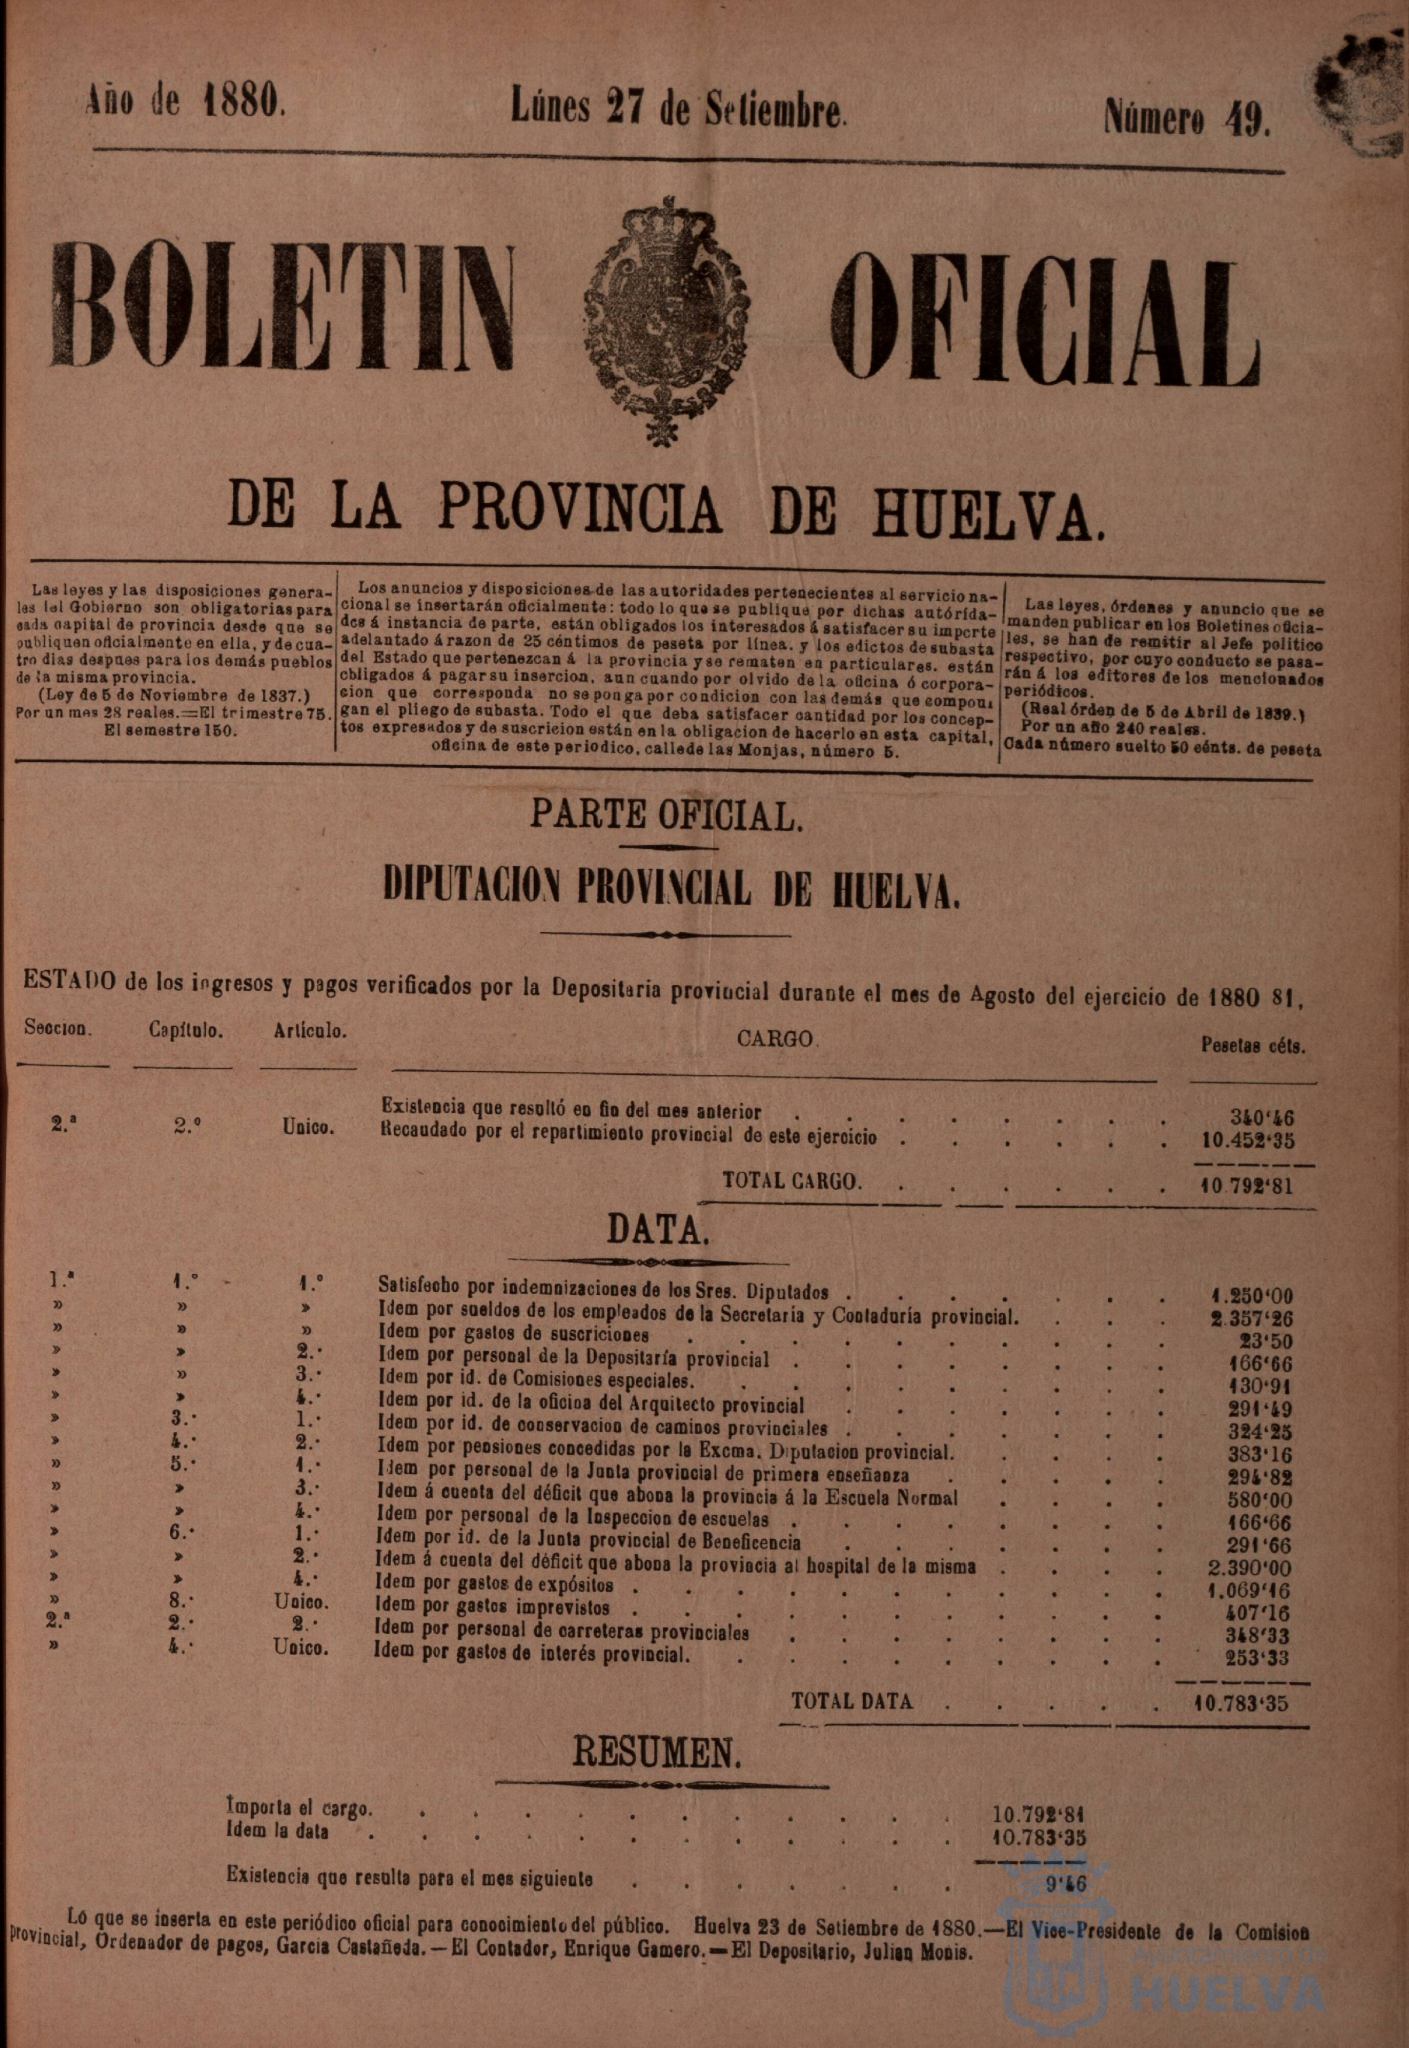 Año de 1880.
Lúnes 27 de Setiembre.
Número 49.
BOLETIN OFICIAL
DE LA PROVINCIA DE HUELVA.
Las leyes y las disposiciones genera-
les del Gobierno son obligatorias para
cada capital de provincia desde que se
publiquen oficialmente en ella, y de cua-
tro dias despues para los demás pueblos
de la misma provincia.
(Ley de 5 de Noviembre de 1837.)
Por un mes 28 reales.=El trimestre 75.
El semestre 150.
Los anuncios y disposiciones de las autoridades pertenecientes al servicio na-
cional se insertarán oficialmente: todo lo que se publique por dichas autórida-
des á instancia de parte, están obligados los interesados á satisfacer su importe
adelantado á razon de 25 céntimos de peseta por línea. y los edictos de subasta
del Estado que pertenezcan á la provincia y se rematen en particulares. están
obligados á pagar su insercion, aun cuando por olvido de la oficina ó corpora-
cion que corresponda no se ponga por condicion con las demás que compon
gan el pliego de subasta. Todo el que deba satisfacer cantidad por los concep-
tos expresados y de suscricion están en la obligacion de hacerlo en esta capital,
oficina de este periodico, callede las Monjas, número 5.
Las leyes, órdenes y anuncio que se
manden publicar en los Boletines oficia-
les, se han de remitir al Jefe politico
respectivo, por cuyo conducto se pasa-
rán á los editores de los mencionados
periódicos.
(Real órden de 5 de Abril de 1839.)
Por un año 240 reales.
Cada número suelto 50 cénts. de peseta
PARTE OFICIAL.
DIPUTACION PROVINCIAL DE HUELVA.
ESTADO de los ingresos y pagos verificados por la Depositaria provincial durante el mes de Agosto del ejercicio de 1880 81,
Seccion. Capítulo. Artículo. CARGO. Pesetas céts.
Existencia que resultó en fin del mes anterior . . . . . . . . 340‘46
2.ª 2.º Unico. Recaudado por el repartimiento provincial de este ejercicio . . . . . . 10.452‘35
TOTAL CARGO. . . . . . . 10.792‘81
DATA.
1.ª 1.º - 1.º Satisfecho por indemnizaciones de los Sres. Diputados . . . . . . . 1.250‘00
» » » Idem por sueldos de los empleados de la Secretaría y Contaduría provincial. . . . 2.357‘26
» » » Idem por gastos de suscriciones . . . . . . . . . . 23‘50
» » 2.· Idem por personal de la Depositaría provincial . . . . . . . . 166‘66
» » 3.· Idem por id. de Comisiones especiales. . . . . . . . . . 130‘91
» » 4.· Idem por id. de la oficina del Arquitecto provincial . . . . . . . 291‘49
» 3.· 1.· Idem por id. de conservacion de caminos provinciales . . . . . . . 324‘25
» 4.· 2.· Idem por pensiones concedidas por la Excma. Diputacion provincial. . . . . 383‘16
» 5.· 1.· Idem por personal de la Junta provincial de primera enseñanza . . . . . 294‘82
» » 3.· Idem á cuenta del déficit que abona la provincia á la Escuela Normal . . . . 580‘00
» » 4.· Idem por personal de la Inspeccion de escuelas . . . . . . . . 166‘66
» 6.· 1.· Idem por id. de la Junta provincial de Beneficencia . . . . . . . 291‘66
» » 2.· Idem á cuenta del déficit que abona la provincia al hospital de la misma . . . . 2.390‘00
» » 4.· Idem por gastos de expósitos . . . . . . . . . . . 1.069‘16
» 8.· Unico. Idem por gastos imprevistos . . . . . . . . . . . 407‘16
2.ª 2.· 2.· Idem por personal de carreteras provinciales . . . . . . . . 348‘33
» 4.· Unico. Idem por gastos de interés provincial. . . . . . . . . . 253‘33
TOTAL DATA . . . . . 10.783‘35
RESUMEN.
Importa el cargo. . . . . . . . . . . . 10.792‘81
Idem la data . . . . . . . . . . . . 10.783‘35
Existencia que resulta para el mes siguiente . . . . . . . 9‘46
Lo que se inserta en este periódico oficial para conocimiento del público. Huelva 23 de Setiembre de 1880.—El Vice-Presidente de la Comision
provincial, Ordenador de pagos, Garcia Castañeda.—El Contador, Enrique Gamero.—El Depositario, Julian Monis.
Ayuntamiento de
HUELVA